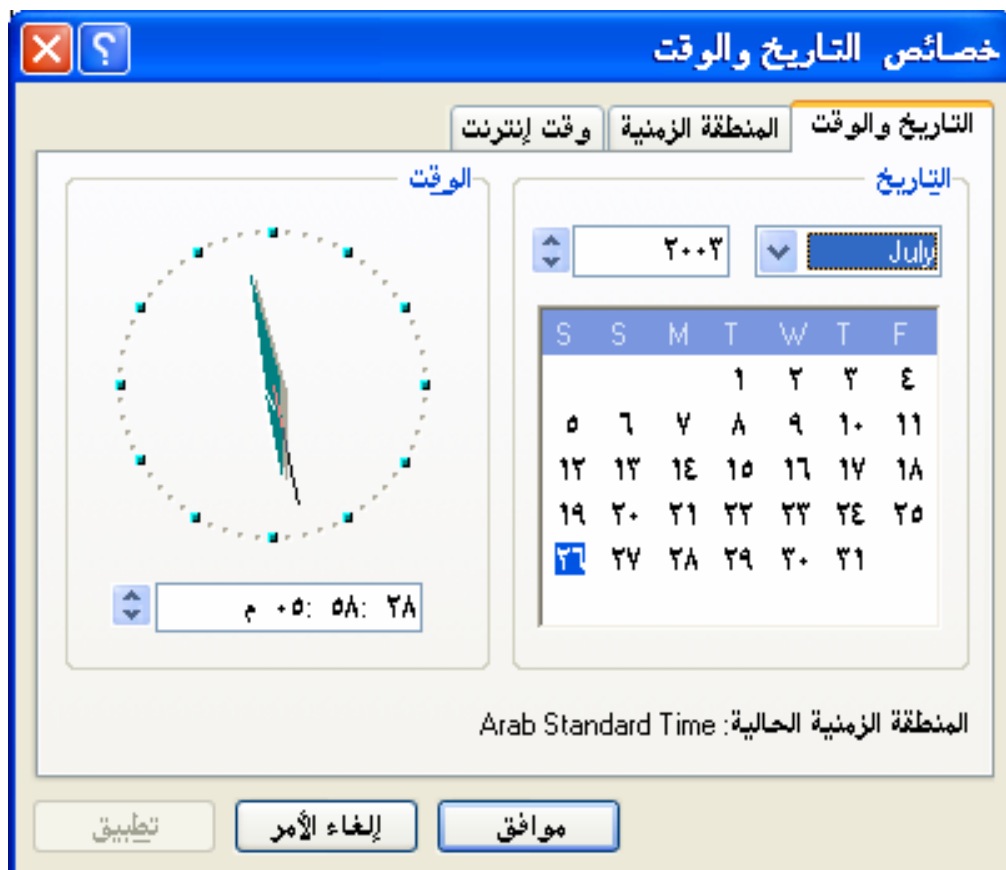 خصائص التاريخ والوقت
التاريخ والوقت
المنطقة الزمنية
وقت إنترنت
التاريخ
July
٢٠٠٣
S S M T W T F
١ ٢ ٣ ٤
٥ ٦ ٧ ٨ ٩ ١٠ ١١
١٢ ١٣ ١٤ ١٥ ١٦ ١٧ ١٨
١٩ ٢٠ ٢١ ٢٢ ٢٣ ٢٤ ٢٥
٢٦ ٢٧ ٢٨ ٢٩ ٣٠ ٣١
الوقت
٠٥: ٥٨: ٢٨ م
المنطقة الزمنية الحالية: Arab Standard Time
موافق
إلغاء الأمر
تطبيق